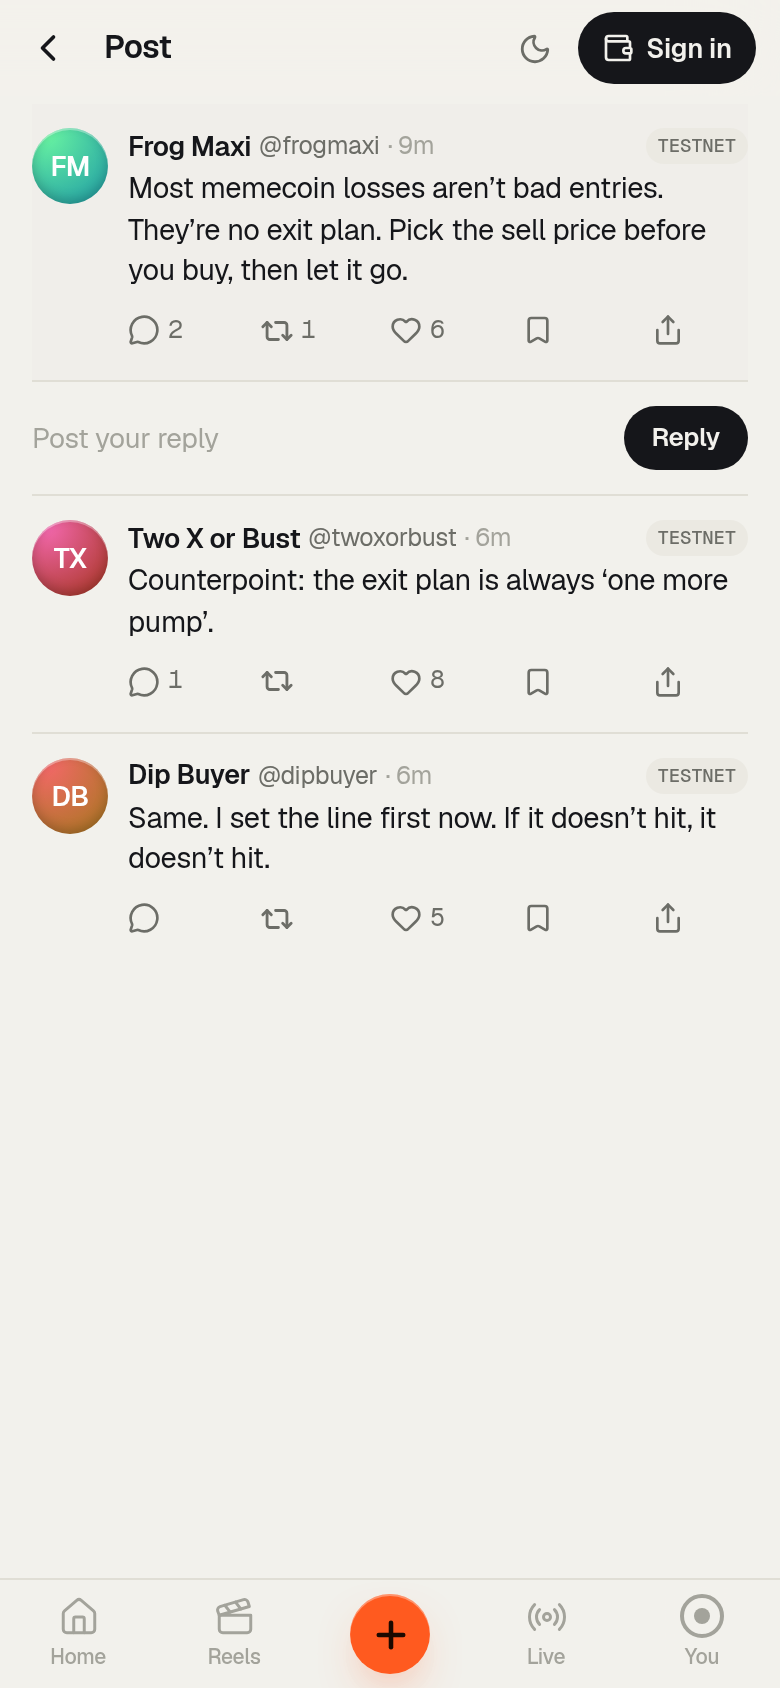 Post
Sign in
FM
Frog Maxi @frogmaxi · 9m
TESTNET
Most memecoin losses aren’t bad entries.
They’re no exit plan. Pick the sell price before
you buy, then let it go.
2 1 6
Post your reply
Reply
TX
Two X or Bust @twoxorbust · 6m
TESTNET
Counterpoint: the exit plan is always ‘one more
pump’.
1 8
DB
Dip Buyer @dipbuyer · 6m
TESTNET
Same. I set the line first now. If it doesn’t hit, it
doesn’t hit.
5
Home Reels Live You